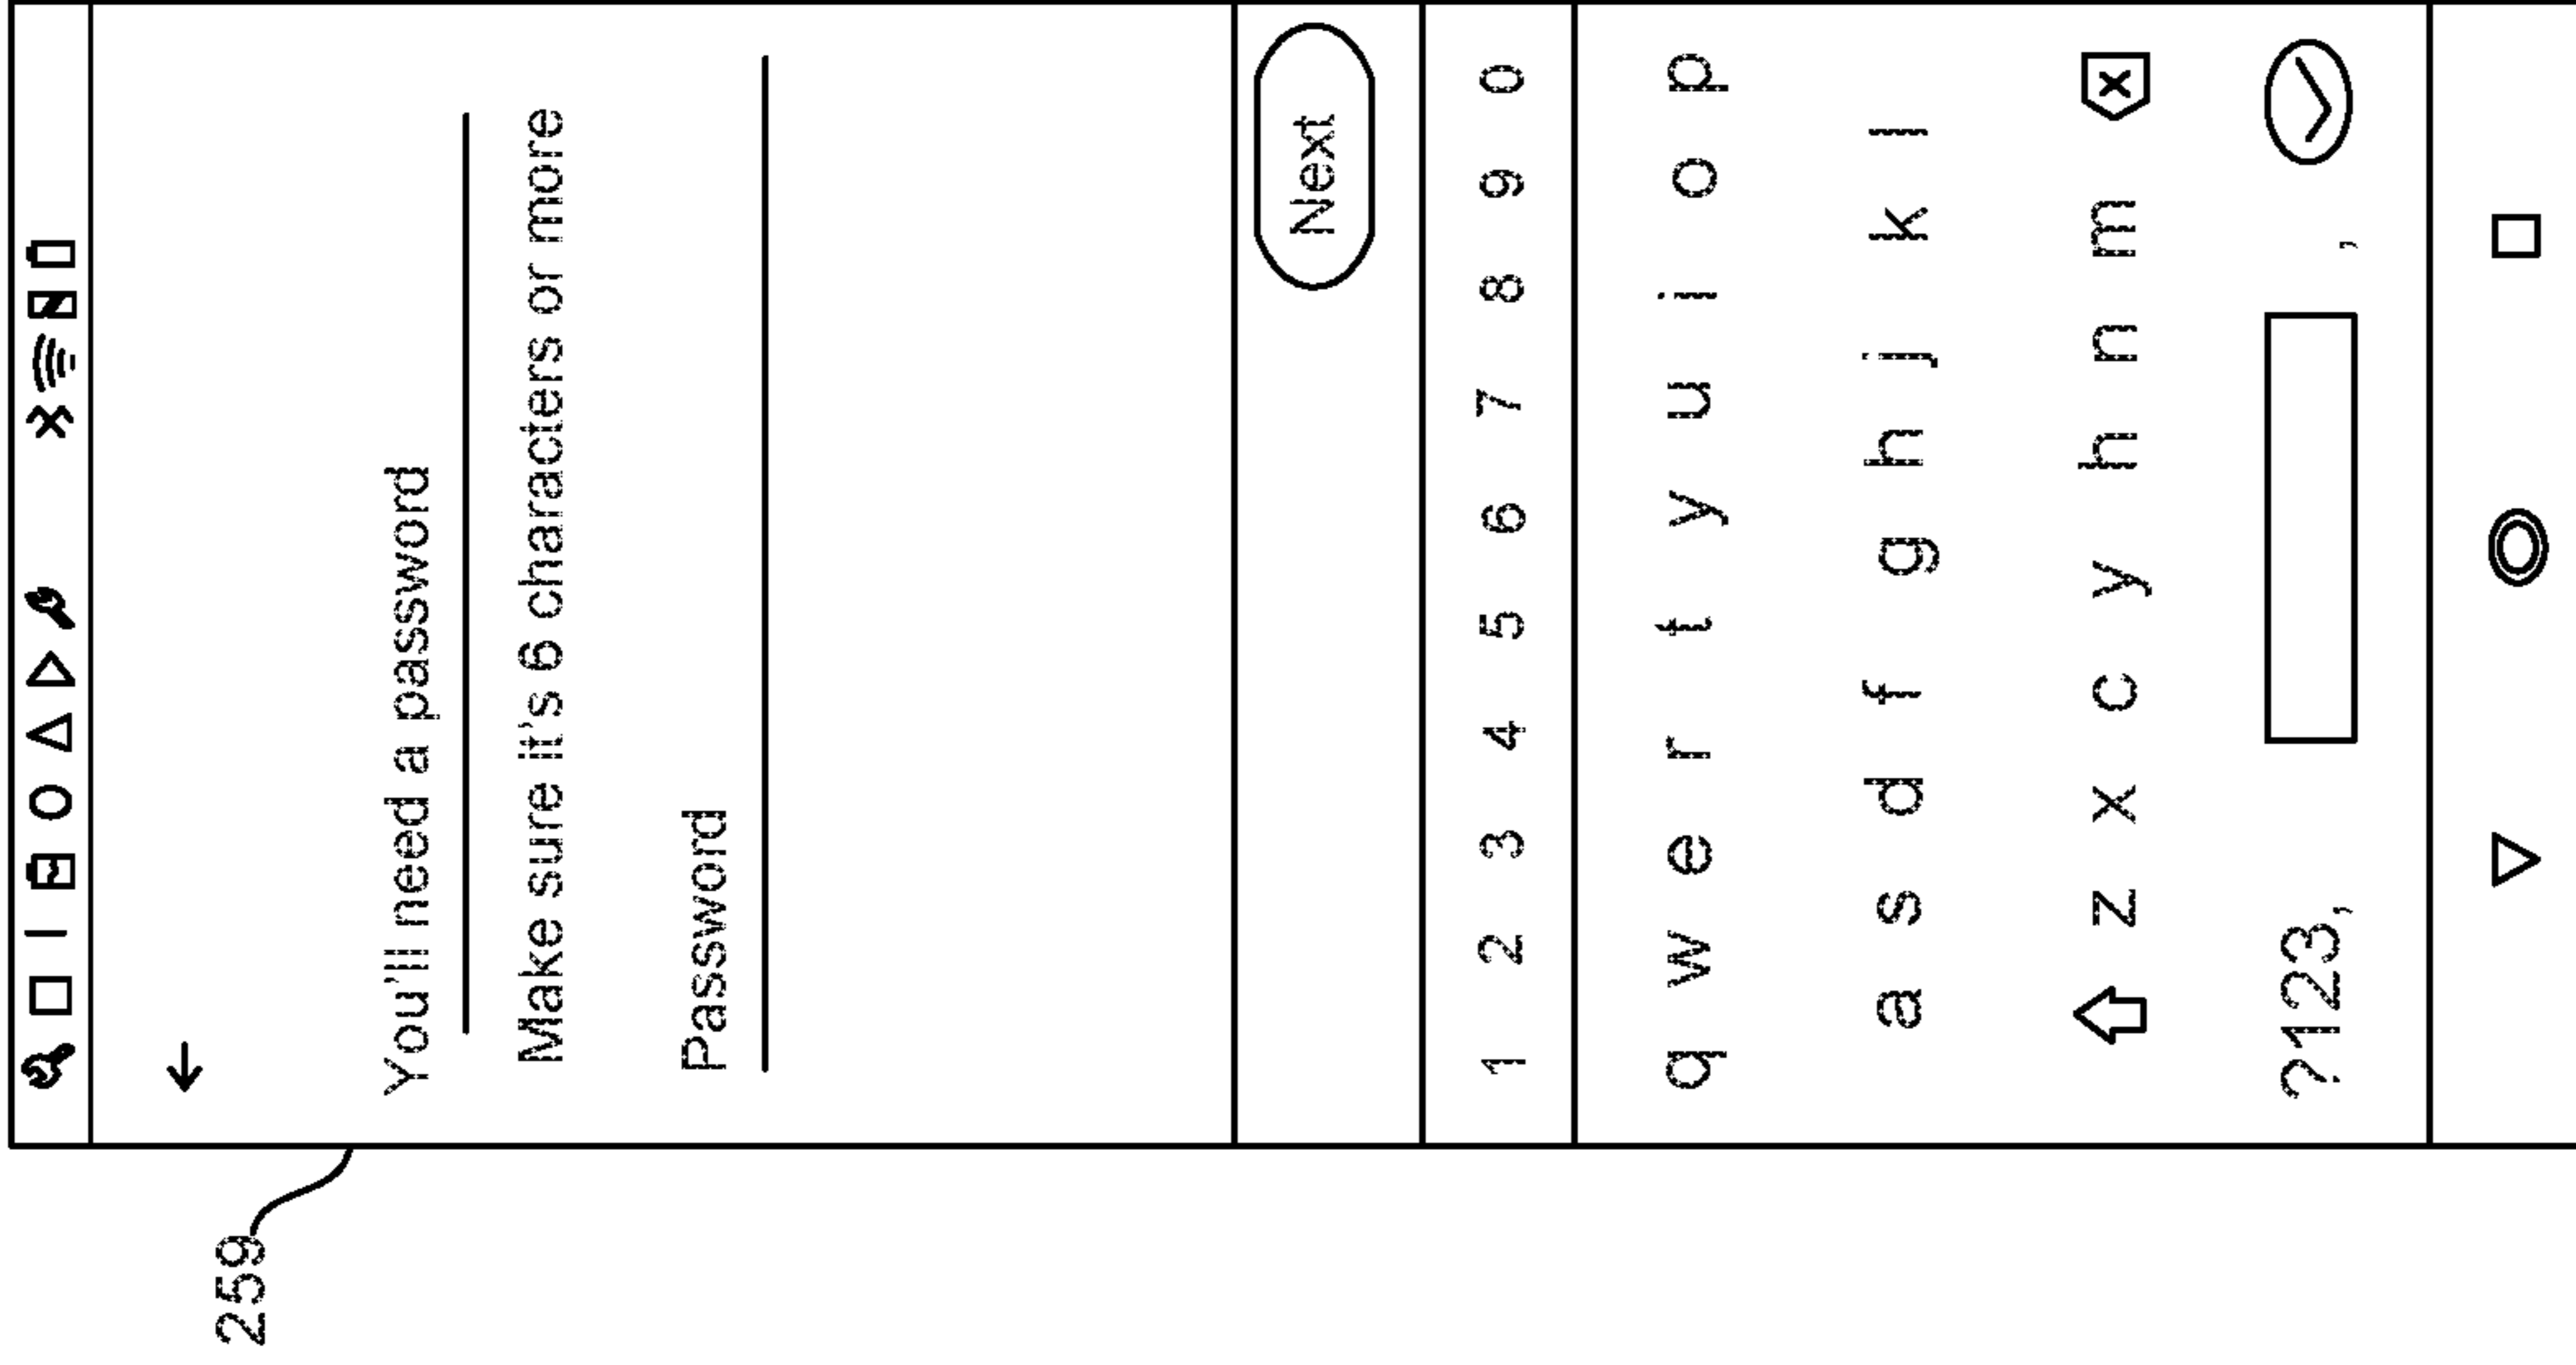 259
You'll need a password
Make sure it's 6 characters or more
Password
Next
1 2 3 4 5 6 7 8 9 0
q w e r t y u i o p
a s d f g h j k l
z x c y h n m x
?123, ,